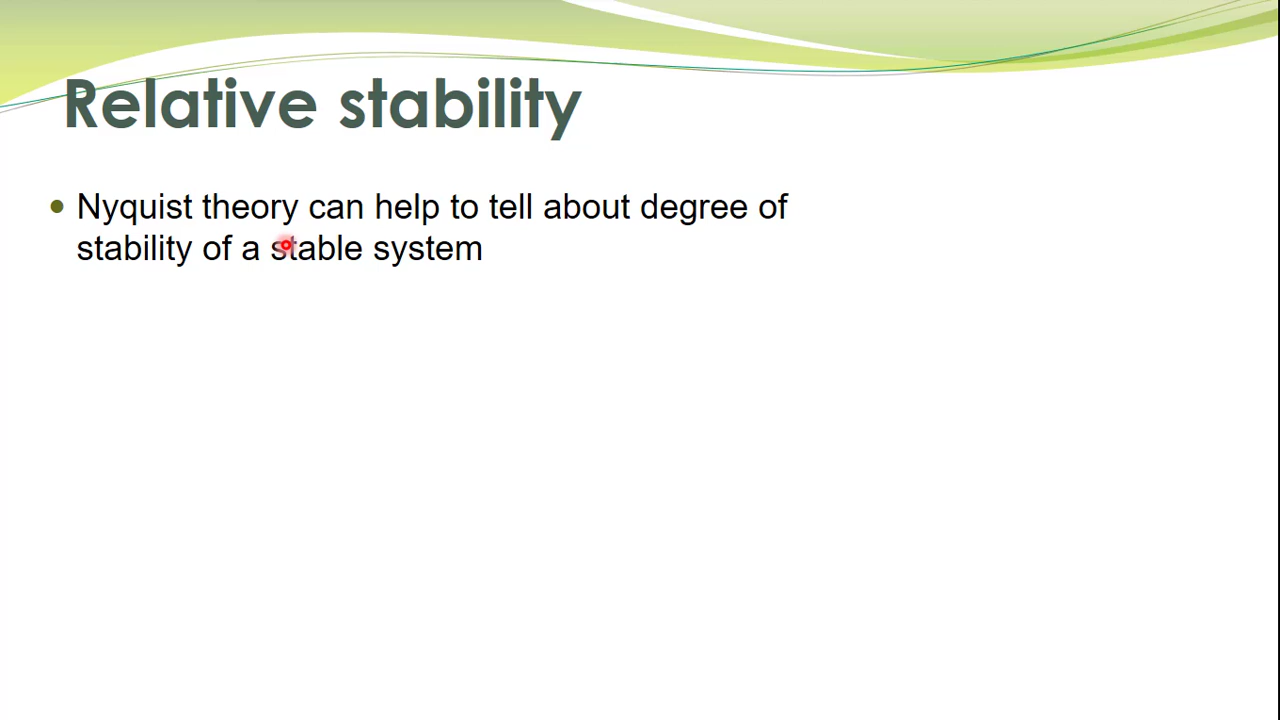 Relative stability
Nyquist theory can help to tell about degree of
stability of a stable system